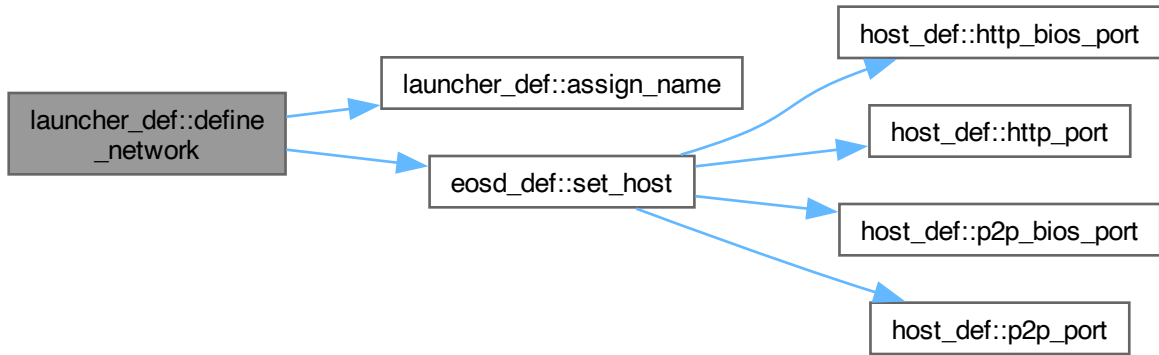 launcher_def::define
_network
launcher_def::assign_name
eosd_def::set_host
host_def::http_bios_port
host_def::http_port
host_def::p2p_bios_port
host_def::p2p_port